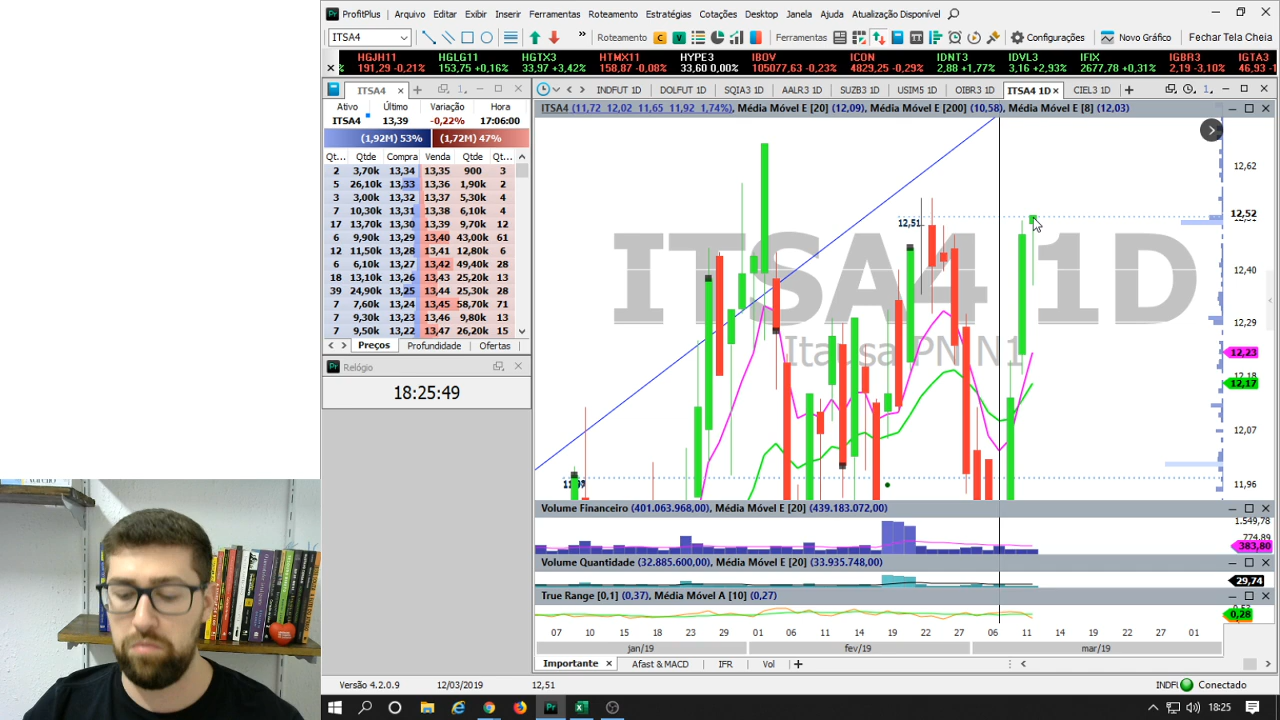 ProfitPlus Arquivo Editar Exibir Inserir Ferramentas Roteamento Estratégias Cotações Desktop Janela Ajuda Atualização Disponível
ITSA4 » Roteamento Ferramentas Configurações Novo Gráfico Fechar Tela Cheia
HGJH11 HGLG11 HGTX3 HTMX11 HYPE3 IBOV ICON IDNT3 IDVL3 IFIX IGBR3 IGTA3
191,29 -0,21% 153,75 +0,16% 33,97 +3,42% 158,87 -0,08% 33,60 0,00% 105077,63 -0,23% 4829,25 -0,29% 2,88 +1,77% 3,16 +2,93% 2677,78 +0,31% 2,19 -3,10% 46,93 -1
ITSA4 INDFUT 1D DOLFUT 1D SQIA3 1D AALR3 1D SUZB3 1D USIM5 1D OIBR3 1D ITSA4 1D CIEL3 1D
Ativo Último Variação Hora
ITSA4 13,39 -0,22% 17:06:00
(1,92M) 53% (1,72M) 47%
Qt... Qtde Compra Venda Qtde Qt...
2 3,70k 13,34 13,35 900 3
5 26,10k 13,33 13,36 1,90k 2
3 3,00k 13,32 13,37 5,30k 4
7 10,30k 13,31 13,38 6,10k 4
17 13,70k 13,30 13,39 9,70k 12
6 9,90k 13,29 13,40 43,00k 61
12 11,50k 13,28 13,41 12,80k 6
6 6,10k 13,27 13,42 49,40k 28
18 13,10k 13,26 13,43 25,20k 13
39 24,90k 13,25 13,44 25,30k 28
7 7,60k 13,24 13,45 58,70k 71
7 9,30k 13,23 13,46 9,80k 13
7 9,50k 13,22 13,47 26,20k 15
Preços Profundidade Ofertas
Relógio
18:25:49
ITSA4 (11,72 12,02 11,65 11,92 1,74%), Média Móvel E [20] (12,09), Média Móvel E [200] (10,58), Média Móvel E [8] (12,03)
ITSA4 1D
Itausa PN N1
12,51
12,62
12,52
12,40
12,29
12,23
12,18
12,17
12,07
11,96
Volume Financeiro (401.063.968,00), Média Móvel E [20] (439.183.072,00)
1.549,78
774,89
383,80
Volume Quantidade (32.885.600,00), Média Móvel E [20] (33.935.748,00)
29,74
True Range [0,1] (0,37), Média Móvel A [10] (0,27)
0,28
07 10 15 18 23 28 01 06 11 14 19 22 27 06 11 14 19 22 27 01
jan/19 fev/19 mar/19
Importante Afast & MACD IFR Vol
Versão 4.2.0.9 12/03/2019 12,51 INDFI Conectado
18:25